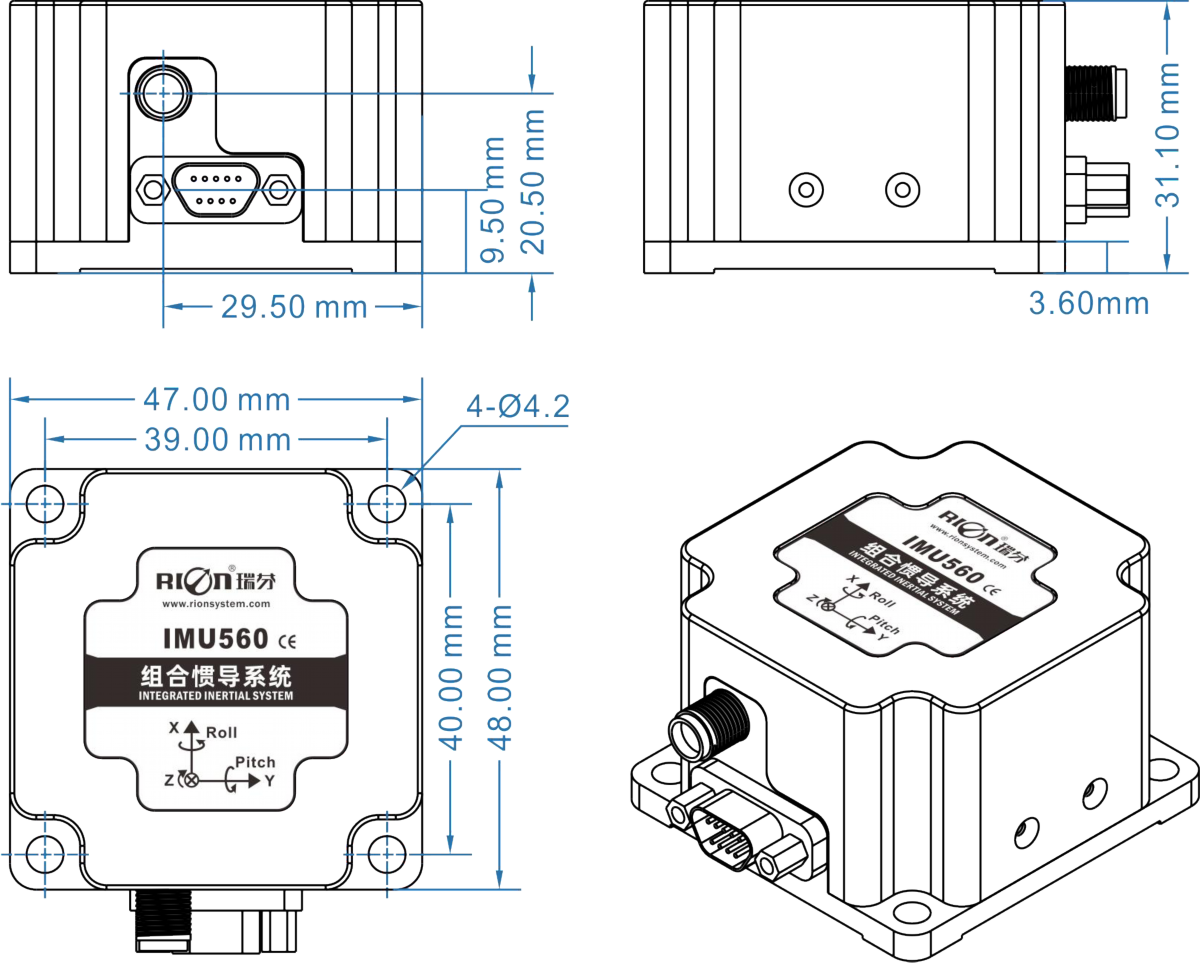 9.50 mm
20.50 mm
29.50 mm
31.10 mm
3.60mm
47.00 mm
39.00 mm
4-Ø4.2
40.00 mm
48.00 mm
RION® 瑞芬
www.rionsystem.com
IMU560 CE
组合惯导系统
INTEGRATED INERTIAL SYSTEM
X
Roll
Pitch
Z
Y
RION® 瑞芬
www.rionsystem.com
IMU560 CE
组合惯导系统
INTEGRATED INERTIAL SYSTEM
X
Roll
Z
Pitch
Y